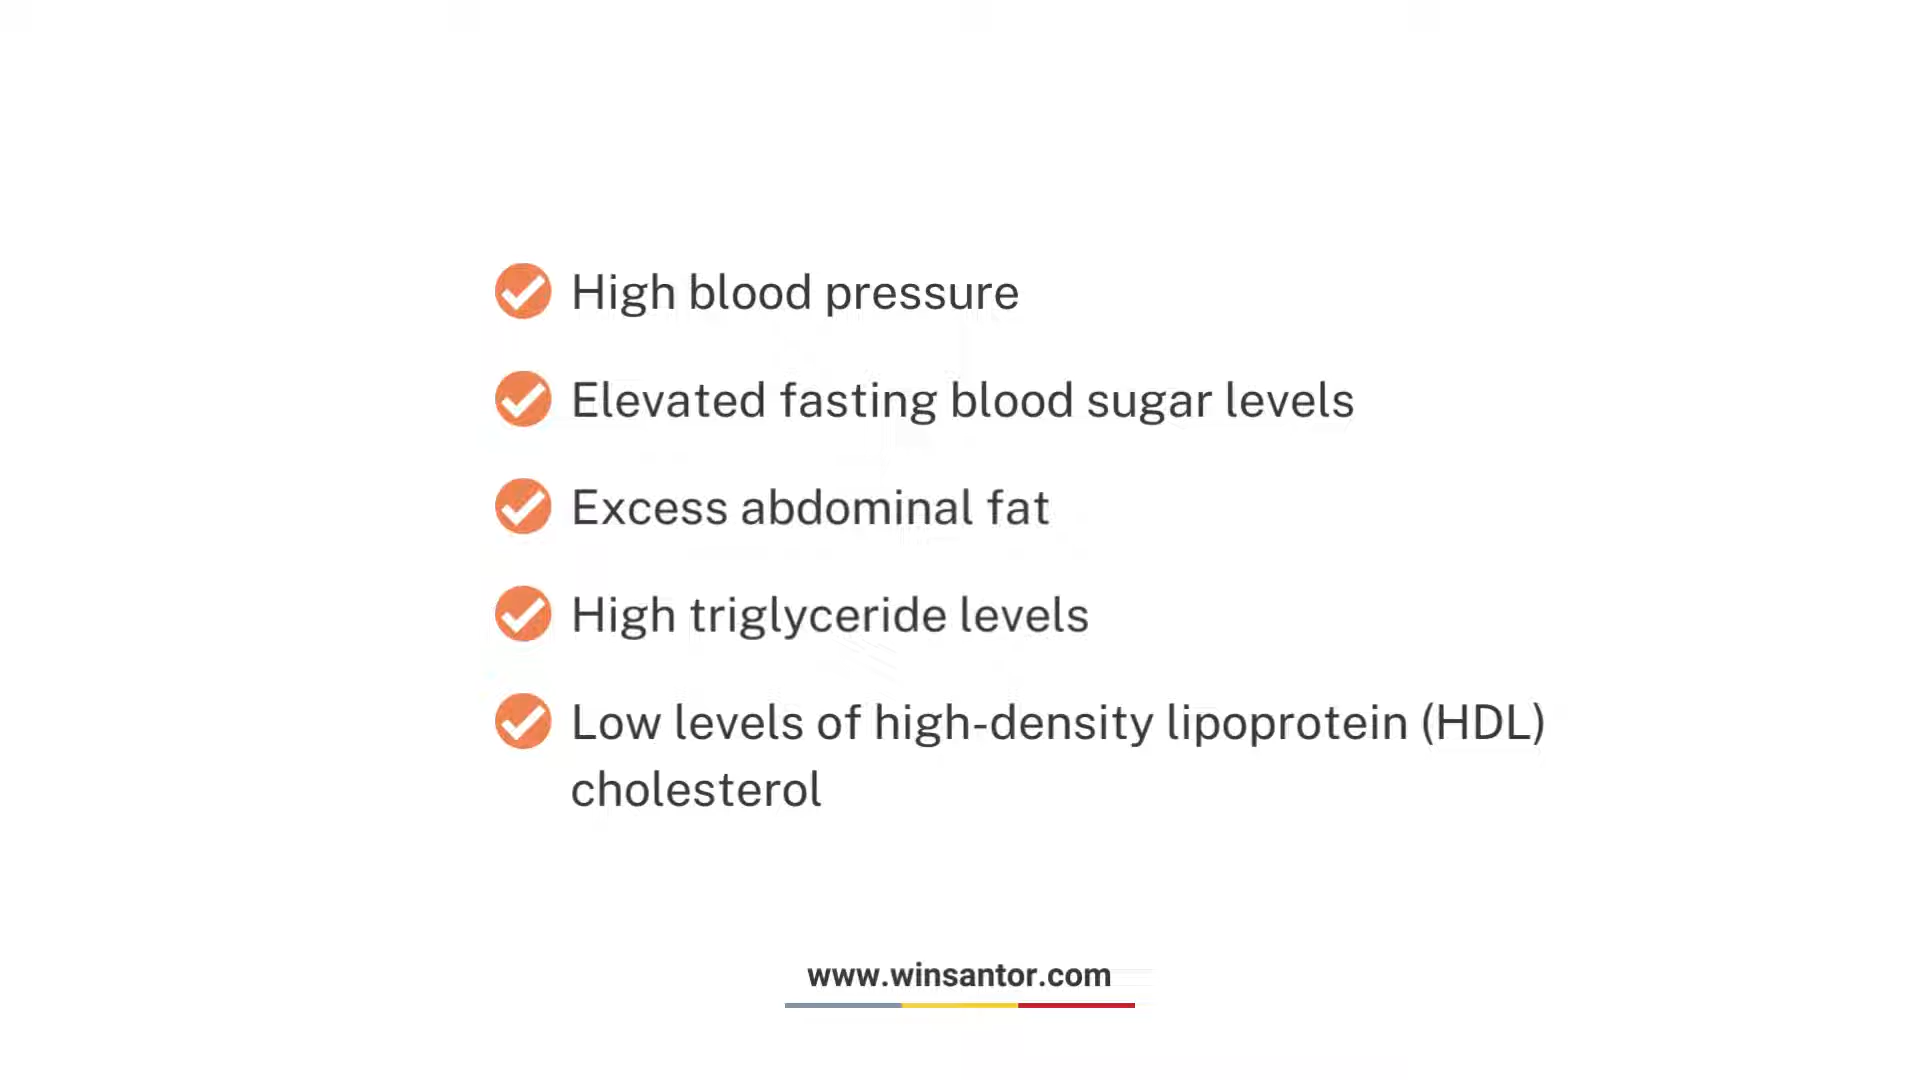 High blood pressure
Elevated fasting blood sugar levels
Excess abdominal fat
High triglyceride levels
Low levels of high-density lipoprotein (HDL)
cholesterol
www.winsantor.com